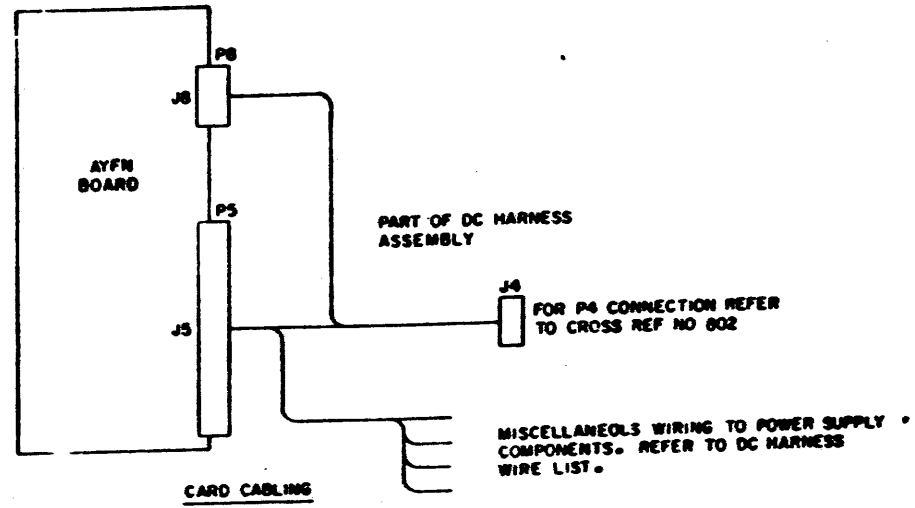 P8
J8
AYFN
BOARD
P5
PART OF DC HARNESS
ASSEMBLY
J4
FOR P4 CONNECTION REFER
TO CROSS REF NO 802
J5
MISCELLANEOLS WIRING TO POWER SUPPLY
COMPONENTS. REFER TO DC HARNESS
WIRE LIST.
CARD CABLING